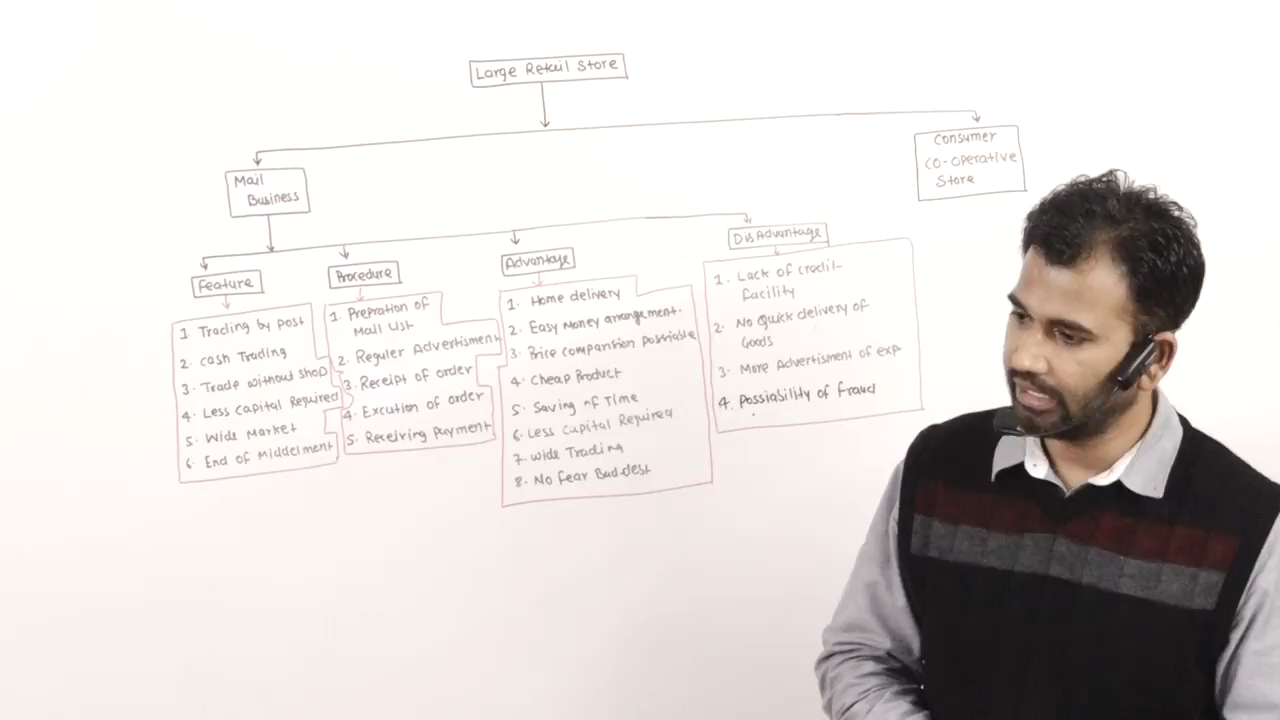 Large Retail Store
Consumer
Co-operative
Store
Mail
Business
Feature
1. Trading by post
2. Cash Trading
3. Trade without shop
4. Less Capital Required
5. Wide Market
6. End of Middelment
Procedure
1. Prepration of
Mail List
2. Reguler Advertisment
3. Receipt of order
4. Excution of order
5. Receiving payment
Advantage
1. Home delivery
2. Easy Money arrangement.
3. Price comparistion possiable
4. Cheap Product
5. Saving of Time
6. Less Capital Required
7. Wide Trading
8. No Fear Bad-dest
DisAdvantage
1. Lack of credit
Facility
2. No Quick delivery of
Goods
3. More Advertisment of exp
4. Possiability of Fraud